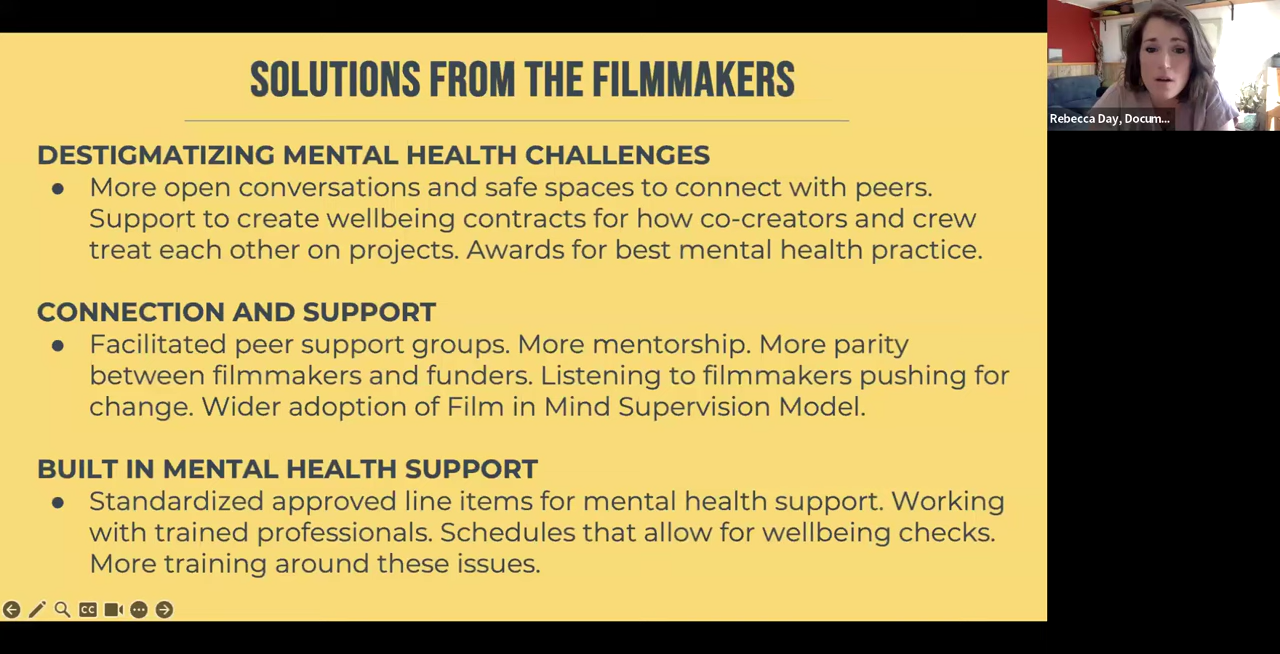 SOLUTIONS FROM THE FILMMAKERS
Rebecca Day, Docum...
DESTIGMATIZING MENTAL HEALTH CHALLENGES
● More open conversations and safe spaces to connect with peers.
Support to create wellbeing contracts for how co-creators and crew
treat each other on projects. Awards for best mental health practice.
CONNECTION AND SUPPORT
● Facilitated peer support groups. More mentorship. More parity
between filmmakers and funders. Listening to filmmakers pushing for
change. Wider adoption of Film in Mind Supervision Model.
BUILT IN MENTAL HEALTH SUPPORT
● Standardized approved line items for mental health support. Working
with trained professionals. Schedules that allow for wellbeing checks.
More training around these issues.
CC